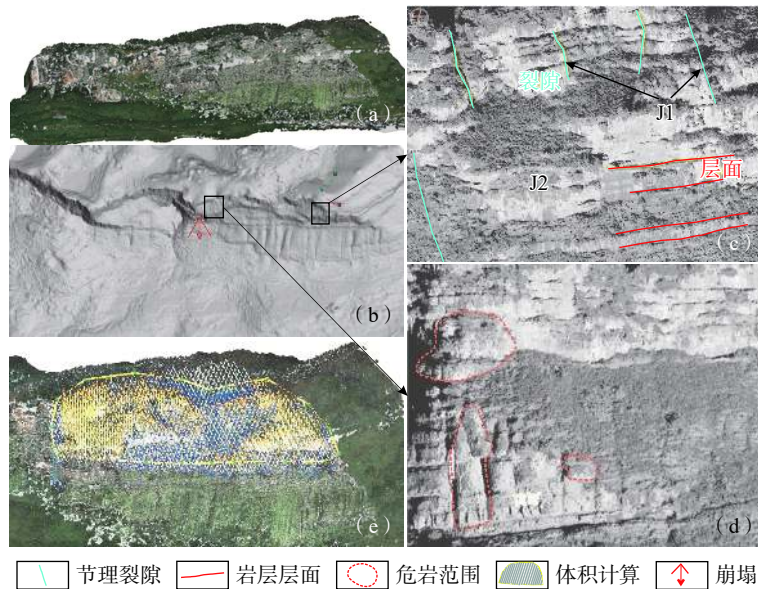 （a）
（b）
裂隙
J1
J2
层面
（c）
（d）
（e）
节理裂隙
岩层层面
危岩范围
体积计算
崩塌